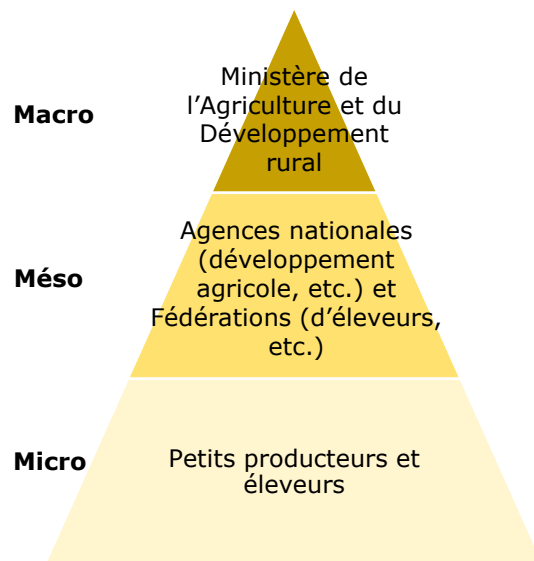 Macro
Ministère de
l’Agriculture et du
Développement
rural
Méso
Agences nationales
(développement
agricole, etc.) et
Fédérations (d’éleveurs,
etc.)
Micro
Petits producteurs et
éleveurs